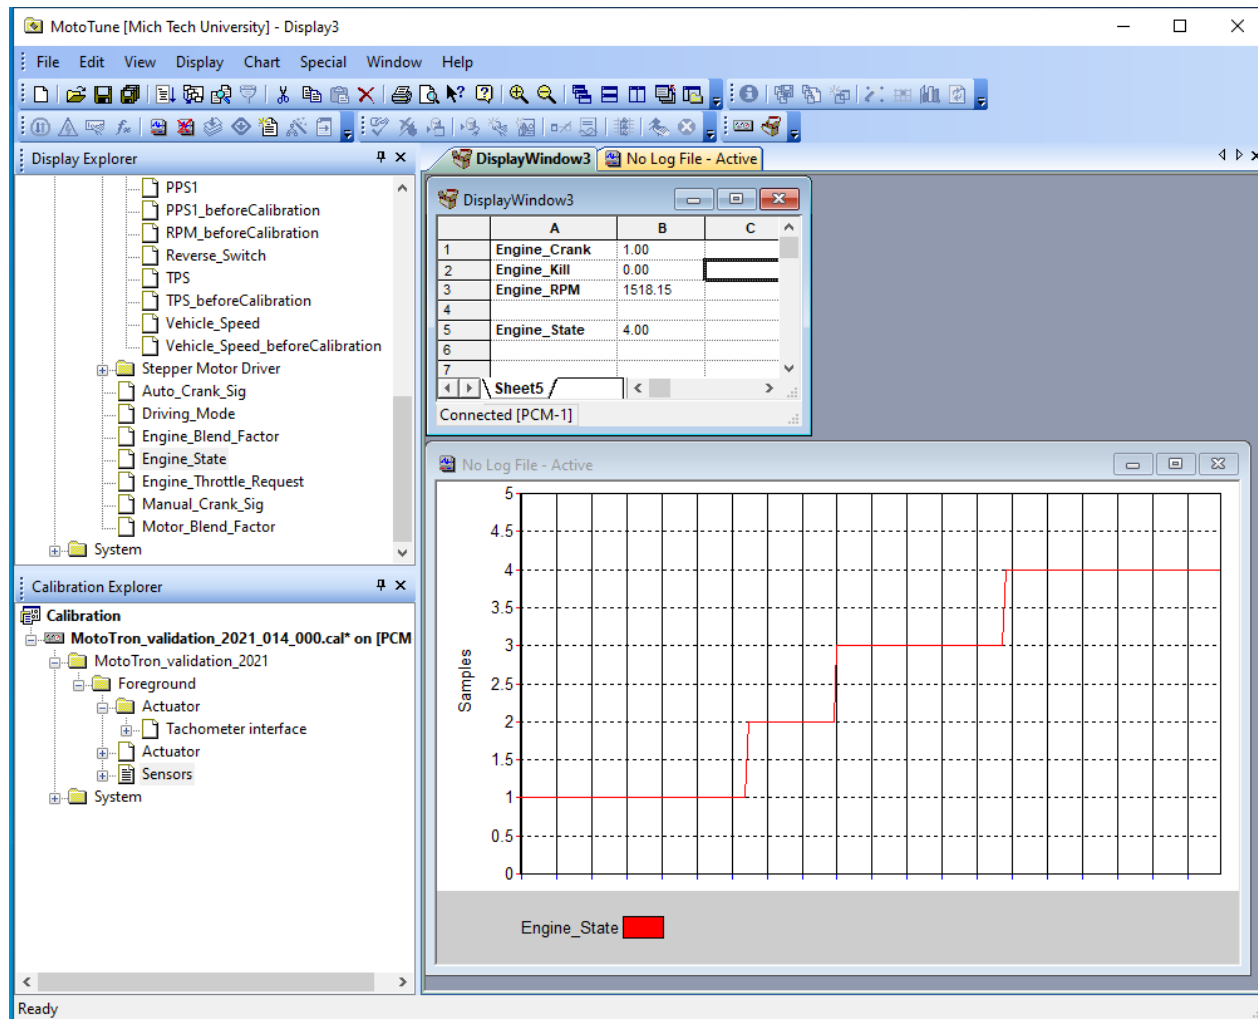 MotoTune [Mich Tech University] - Display3
File Edit View Display Chart Special Window Help
Display Explorer
PPS1
PPS1_beforeCalibration
RPM_beforeCalibration
Reverse_Switch
TPS
TPS_beforeCalibration
Vehicle_Speed
Vehicle_Speed_beforeCalibration
Stepper Motor Driver
Auto_Crank_Sig
Driving_Mode
Engine_Blend_Factor
Engine_State
Engine_Throttle_Request
Manual_Crank_Sig
Motor_Blend_Factor
System
Calibration Explorer
Calibration
MotoTron_validation_2021_014_000.cal* on [PCM
MotoTron_validation_2021
Foreground
Actuator
Tachometer interface
Actuator
Sensors
System
DisplayWindow3 No Log File - Active
DisplayWindow3
A B C
1 Engine_Crank 1.00
2 Engine_Kill 0.00
3 Engine_RPM 1518.15
4
5 Engine_State 4.00
6
7
Sheet5
Connected [PCM-1]
No Log File - Active
5
4.5
4
3.5
3
2.5
2
1.5
1
0.5
0
Samples
Engine_State
Ready